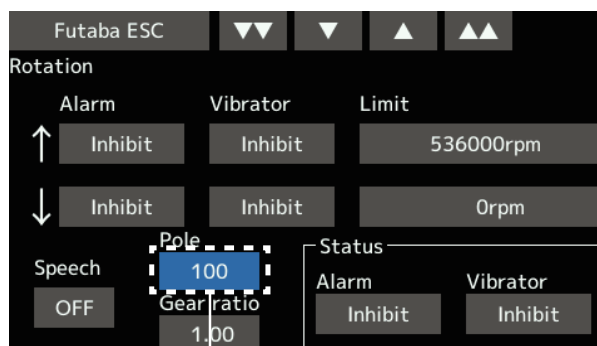 Futaba ESC ▼▼ ▼ ▲ ▲▲
Rotation
Alarm Vibrator Limit
↑ Inhibit Inhibit 536000rpm
↓ Inhibit Inhibit 0rpm
Pole
Status
Speech 100
Alarm Vibrator
OFF Gear ratio
Inhibit Inhibit
1.00